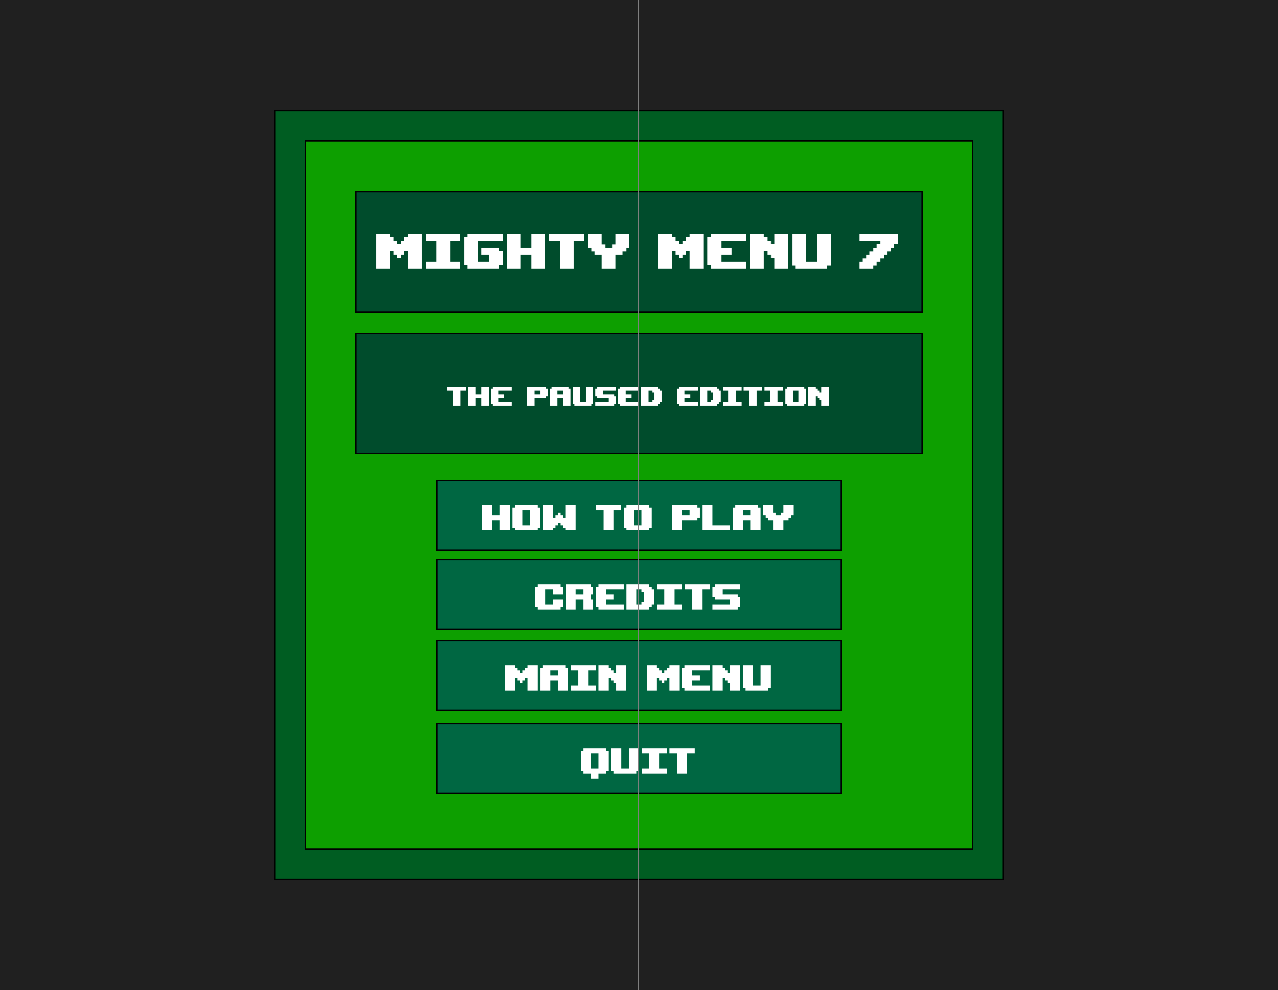 MIGHTY MENU 7
THE PAUSED EDITION
HOW TO PLAY
CREDITS
MAIN MENU
QUIT